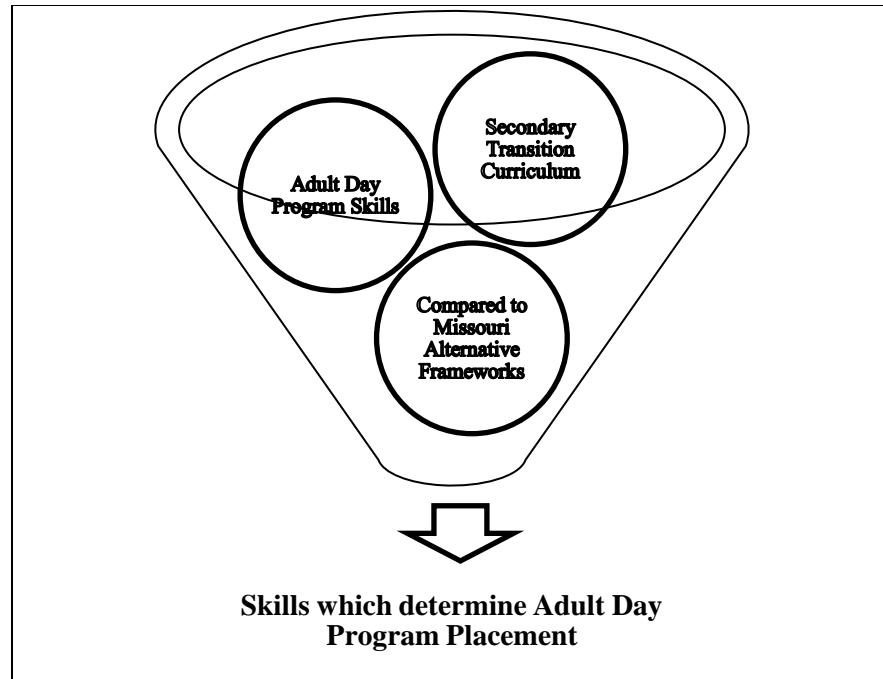 Secondary
Transition
Curriculum
Adult Day
Program Skills
Compared to
Missouri
Alternative
Frameworks
Skills which determine Adult Day
Program Placement